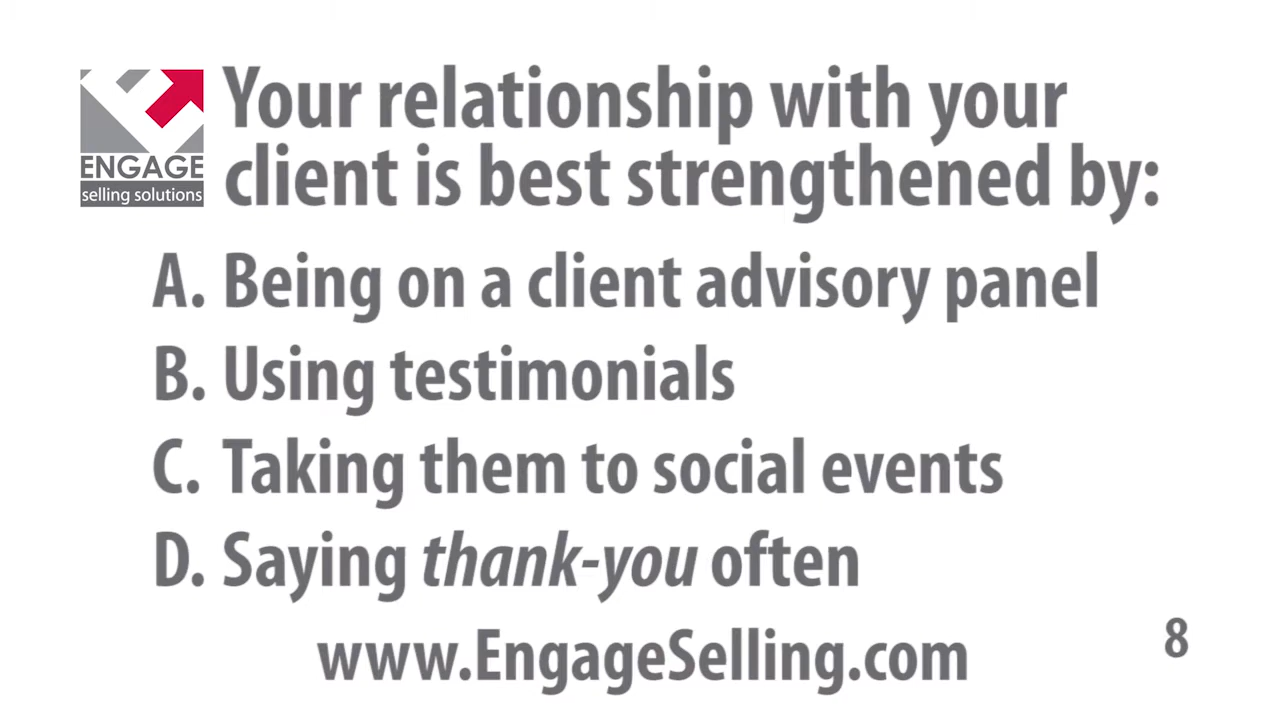 ENGAGE
selling solutions
Your relationship with your
client is best strengthened by:
A. Being on a client advisory panel
B. Using testimonials
C. Taking them to social events
D. Saying thank-you often
www.EngageSelling.com
8